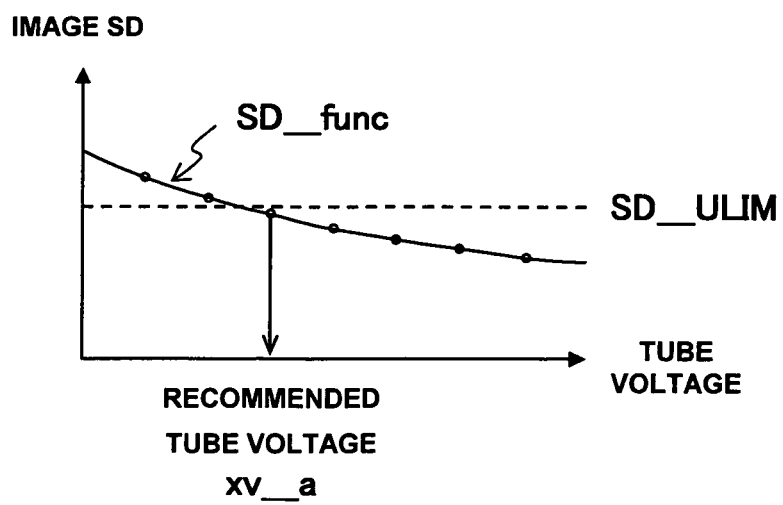 IMAGE SD
SD__func
SD__ULIM
TUBE
VOLTAGE
RECOMMENDED
TUBE VOLTAGE
xv__a